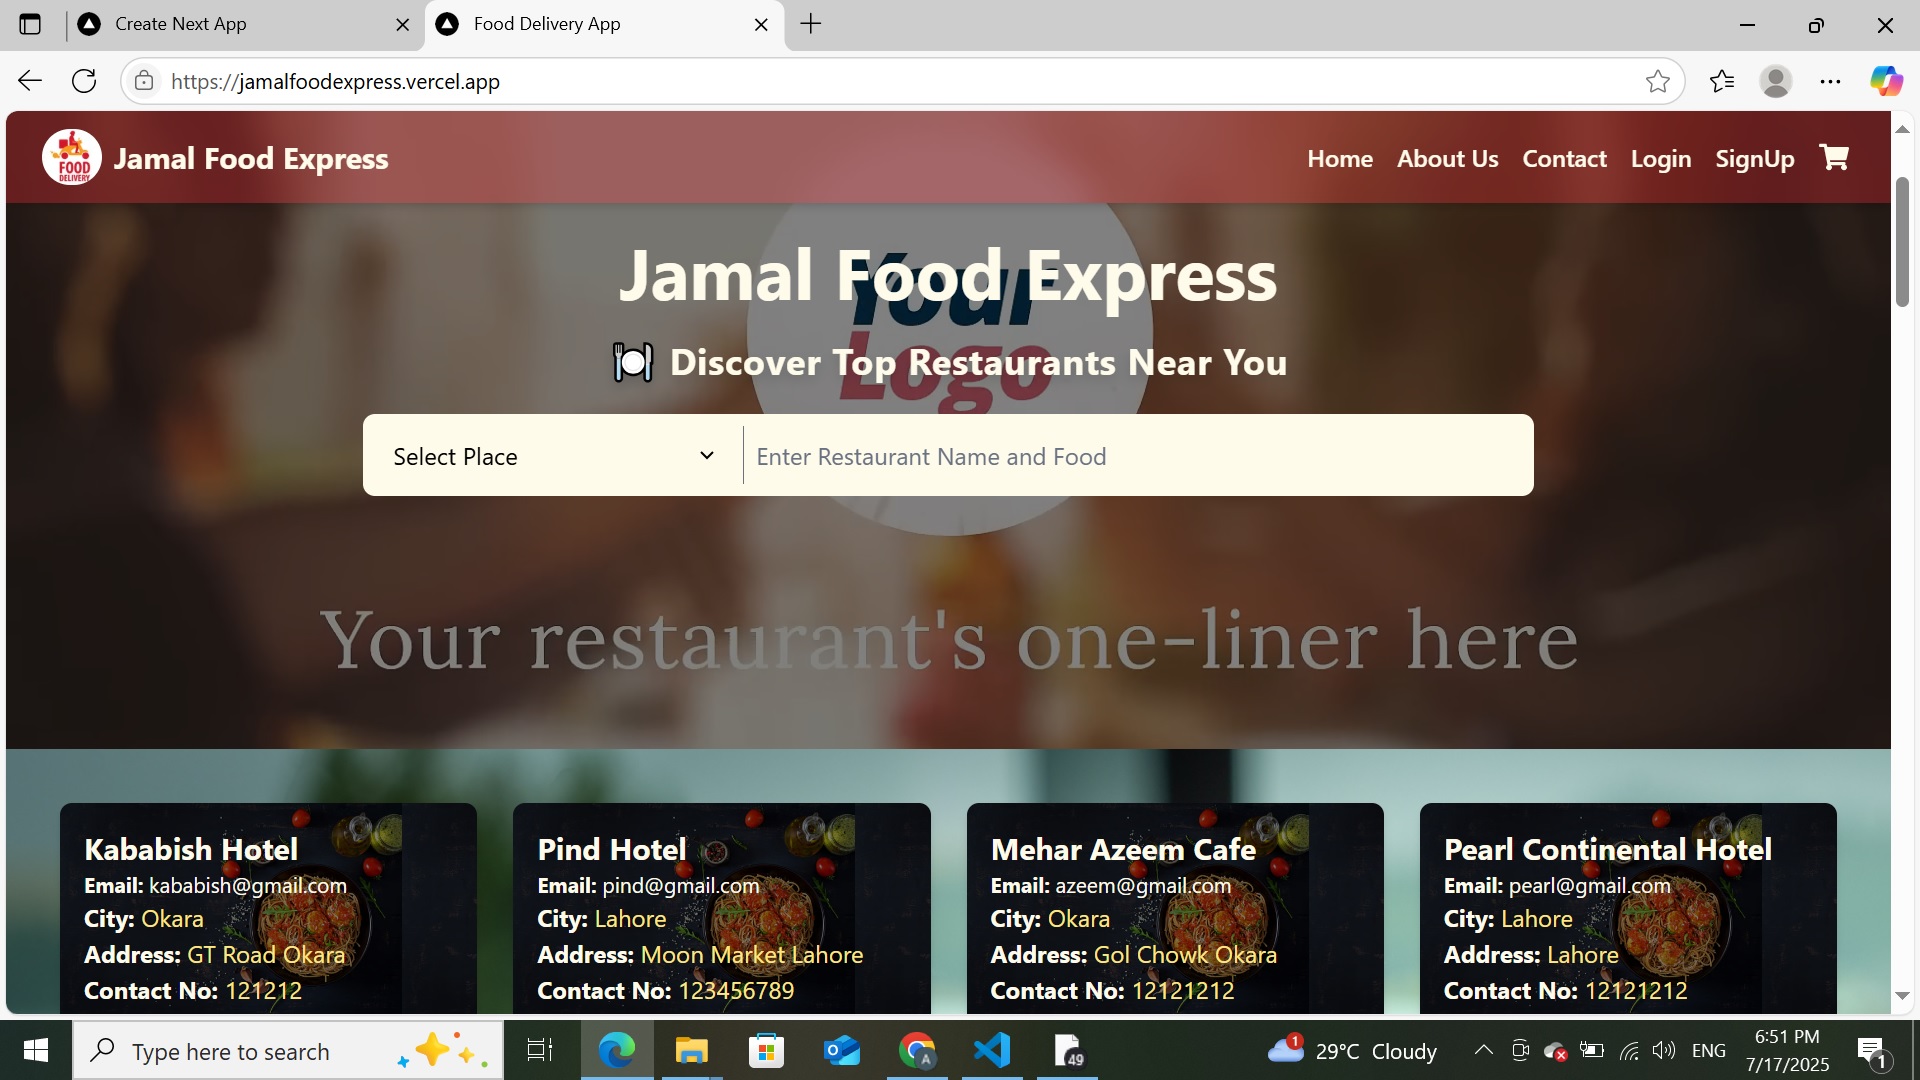 Create Next App
Food Delivery App
https://jamalfoodexpress.vercel.app
FOOD
DELIVERY
Jamal Food Express
Home
About Us
Contact
Login
SignUp
Jamal Food Express
Your
Logo
Discover Top Restaurants Near You
Select Place
Enter Restaurant Name and Food
Your restaurant's one-liner here
Kababish Hotel
Email: kababish@gmail.com
City: Okara
Address: GT Road Okara
Contact No: 121212
Pind Hotel
Email: pind@gmail.com
City: Lahore
Address: Moon Market Lahore
Contact No: 123456789
Mehar Azeem Cafe
Email: azeem@gmail.com
City: Okara
Address: Gol Chowk Okara
Contact No: 12121212
Pearl Continental Hotel
Email: pearl@gmail.com
City: Lahore
Address: Lahore
Contact No: 12121212
Type here to search
A
49
1
29°C Cloudy
ENG
6:51 PM
7/17/2025
1